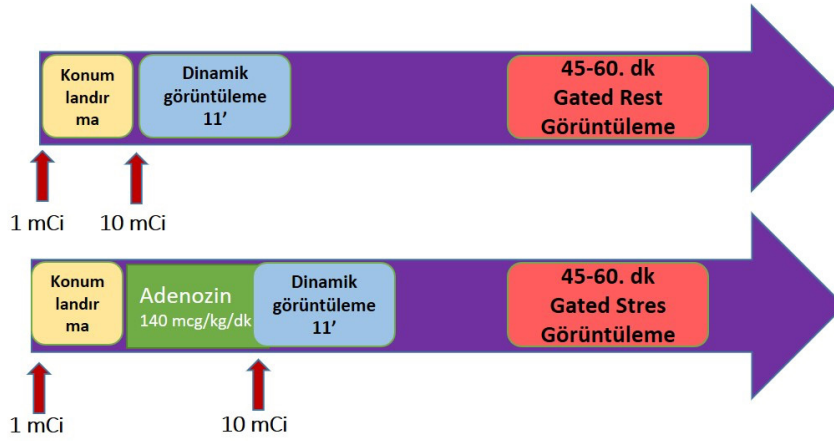 Konum
landır
ma
Dinamik
görüntüleme
11’
45-60. dk
Gated Rest
Görüntüleme
1 mCi
10 mCi
Konum
landır
ma
Adenozin
140 mcg/kg/dk
Dinamik
görüntüleme
11’
45-60. dk
Gated Stres
Görüntüleme
1 mCi
10 mCi